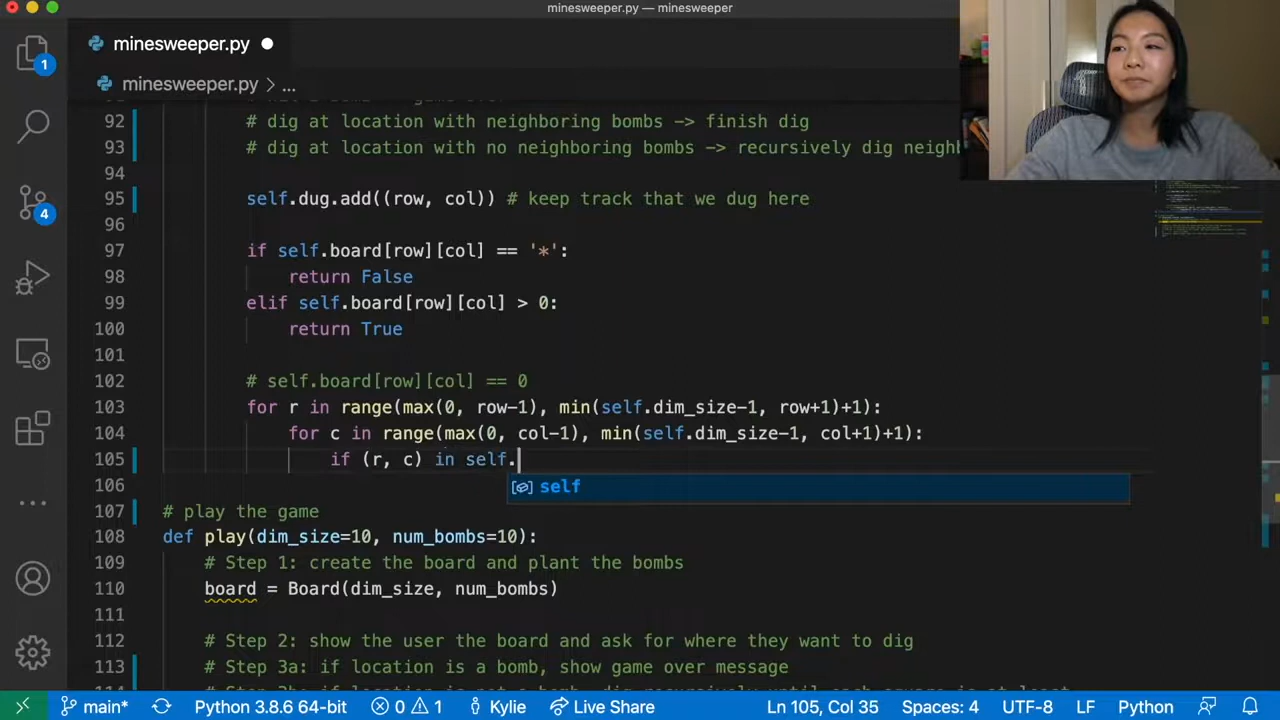 minesweeper.py — minesweeper
minesweeper.py
minesweeper.py > ...
1
4
92 # dig at location with neighboring bombs -> finish dig
93 # dig at location with no neighboring bombs -> recursively dig
94
95 self.dug.add((row, col)) # keep track that we dug here
96
97 if self.board[row][col] == '*':
98 return False
99 elif self.board[row][col] > 0:
100 return True
101
102 # self.board[row][col] == 0
103 for r in range(max(0, row-1), min(self.dim_size-1, row+1)+1):
104 for c in range(max(0, col-1), min(self.dim_size-1, col+1)+1):
105 if (r, c) in self.
self
106
107 # play the game
108 def play(dim_size=10, num_bombs=10):
109 # Step 1: create the board and plant the bombs
110 board = Board(dim_size, num_bombs)
111
112 # Step 2: show the user the board and ask for where they want to dig
113 # Step 3a: if location is a bomb, show game over message
main* Python 3.8.6 64-bit 0 1 Kylie Live Share Ln 105, Col 35 Spaces: 4 UTF-8 LF Python